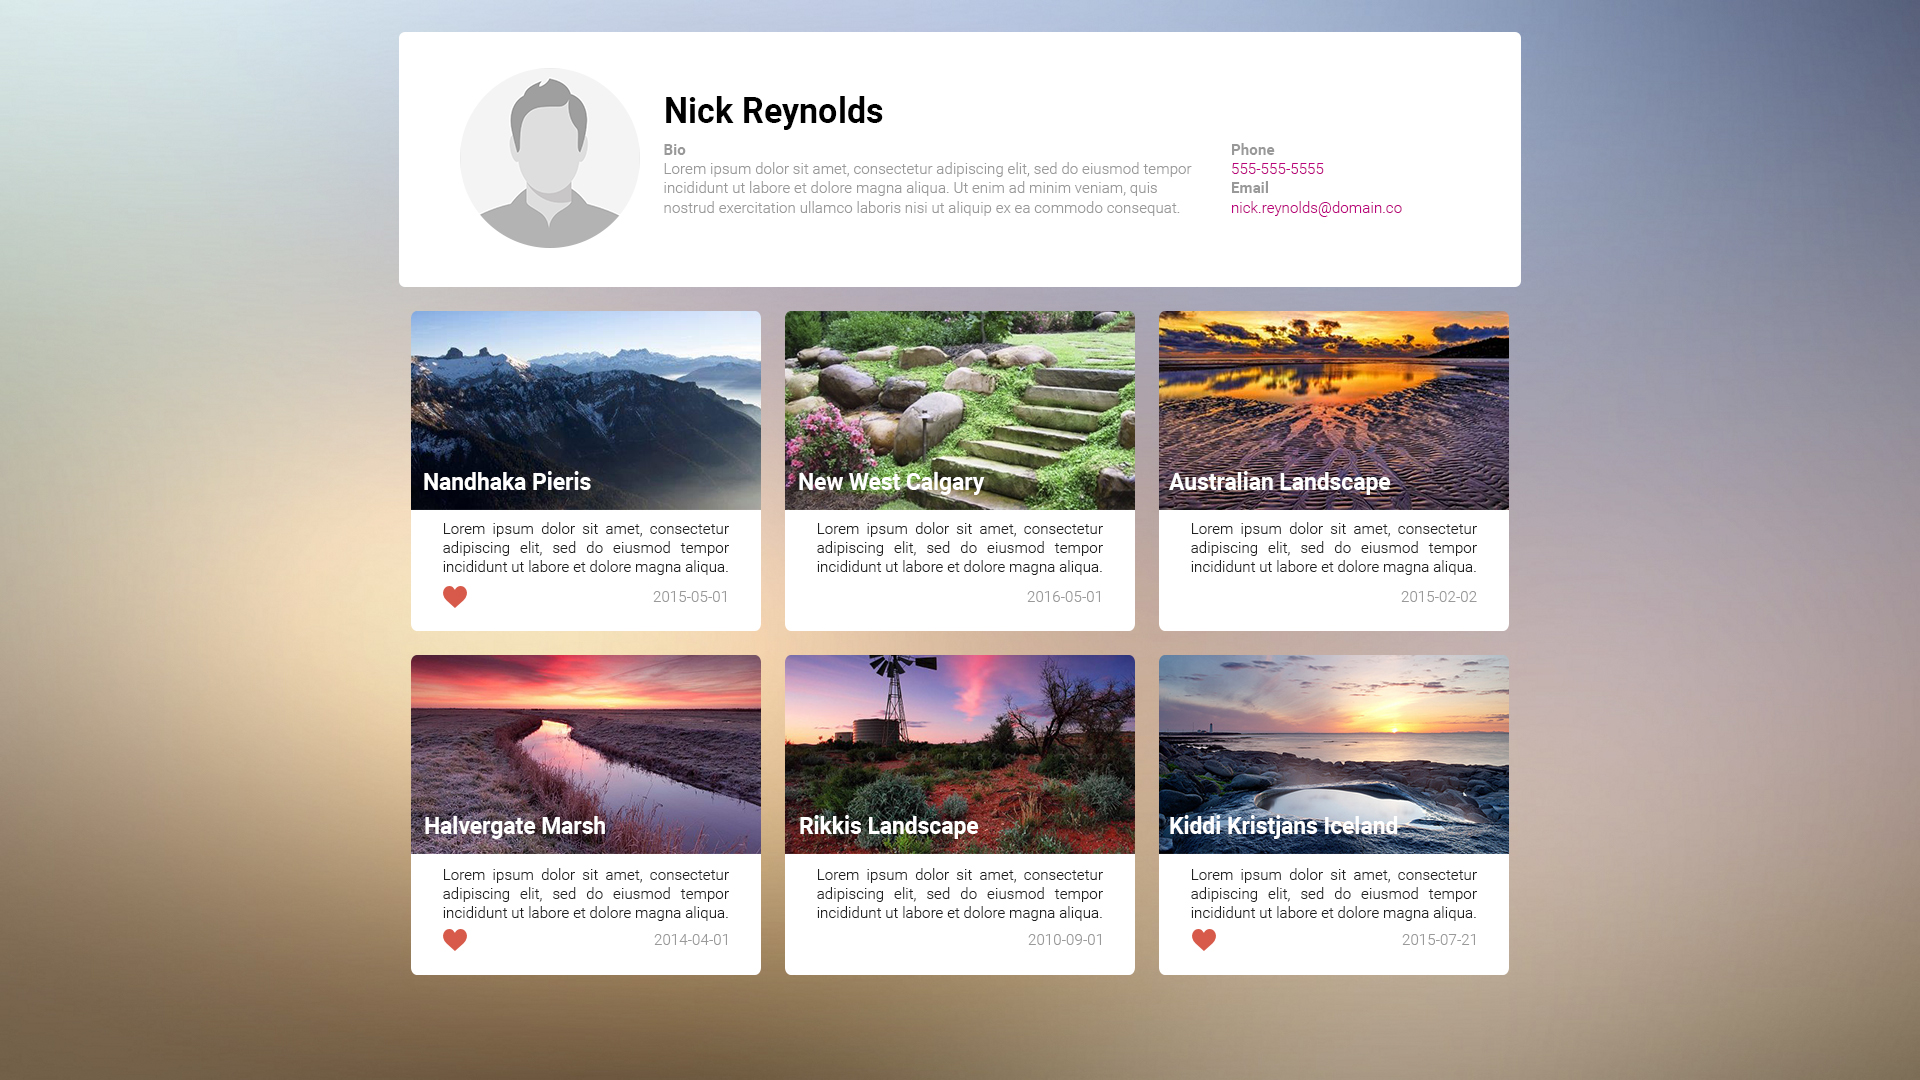 Nick Reynolds
Bio
Lorem ipsum dolor sit amet, consectetur adipiscing elit, sed do eiusmod tempor
incididunt ut labore et dolore magna aliqua. Ut enim ad minim veniam, quis
nostrud exercitation ullamco laboris nisi ut aliquip ex ea commodo consequat.
Phone
555-555-5555
Email
nick.reynolds@domain.co
Nandhaka Pieris
Lorem ipsum dolor sit amet, consectetur
adipiscing elit, sed do eiusmod tempor
incididunt ut labore et dolore magna aliqua.
2015-05-01
New West Calgary
Lorem ipsum dolor sit amet, consectetur
adipiscing elit, sed do eiusmod tempor
incididunt ut labore et dolore magna aliqua.
2016-05-01
Australian Landscape
Lorem ipsum dolor sit amet, consectetur
adipiscing elit, sed do eiusmod tempor
incididunt ut labore et dolore magna aliqua.
2015-02-02
Halvergate Marsh
Lorem ipsum dolor sit amet, consectetur
adipiscing elit, sed do eiusmod tempor
incididunt ut labore et dolore magna aliqua.
2014-04-01
Rikkis Landscape
Lorem ipsum dolor sit amet, consectetur
adipiscing elit, sed do eiusmod tempor
incididunt ut labore et dolore magna aliqua.
2010-09-01
Kiddi Kristjans Iceland
Lorem ipsum dolor sit amet, consectetur
adipiscing elit, sed do eiusmod tempor
incididunt ut labore et dolore magna aliqua.
2015-07-21